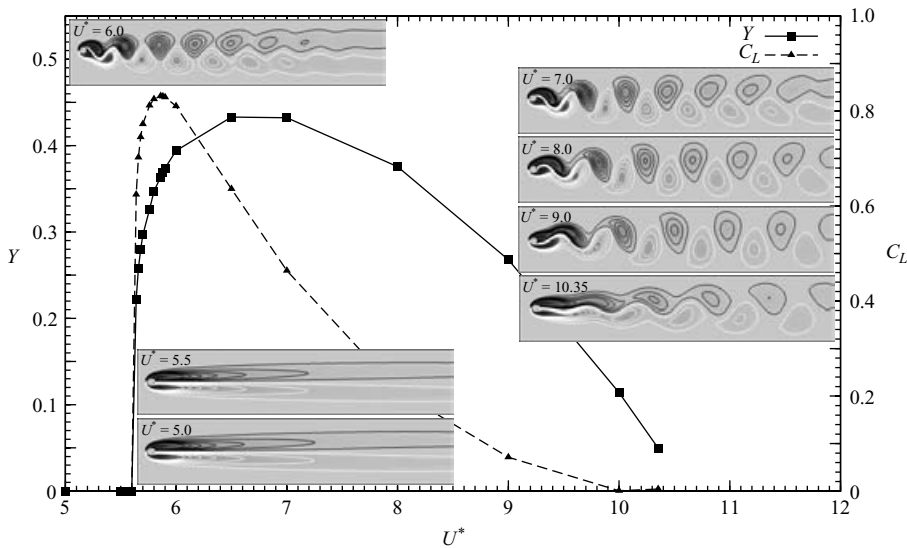 U* = 6.0
Y
C_L
U* = 7.0
U* = 8.0
U* = 9.0
U* = 10.35
U* = 5.5
U* = 5.0
0.5
0.4
0.3
0.2
0.1
0
Y
1.0
0.8
0.6
0.4
0.2
0
C_L
5 6 7 8 9 10 11 12
U*